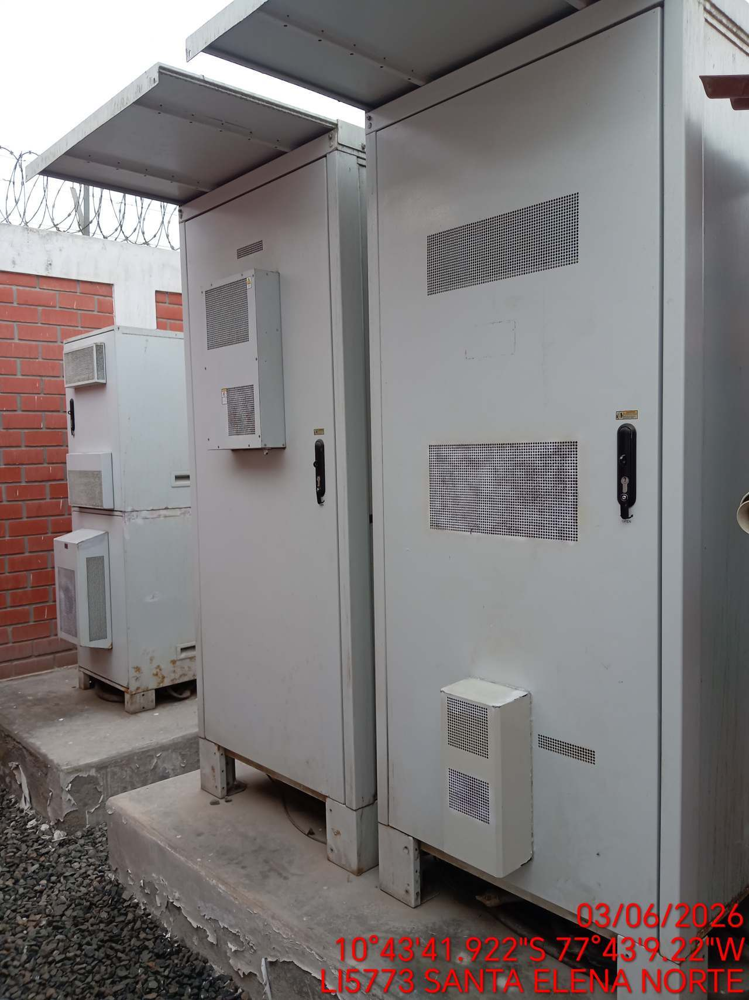 OPEN
03/06/2026
10°43'41.922"S 77°43'9.22"W
LI5773 SANTA ELENA NORTE